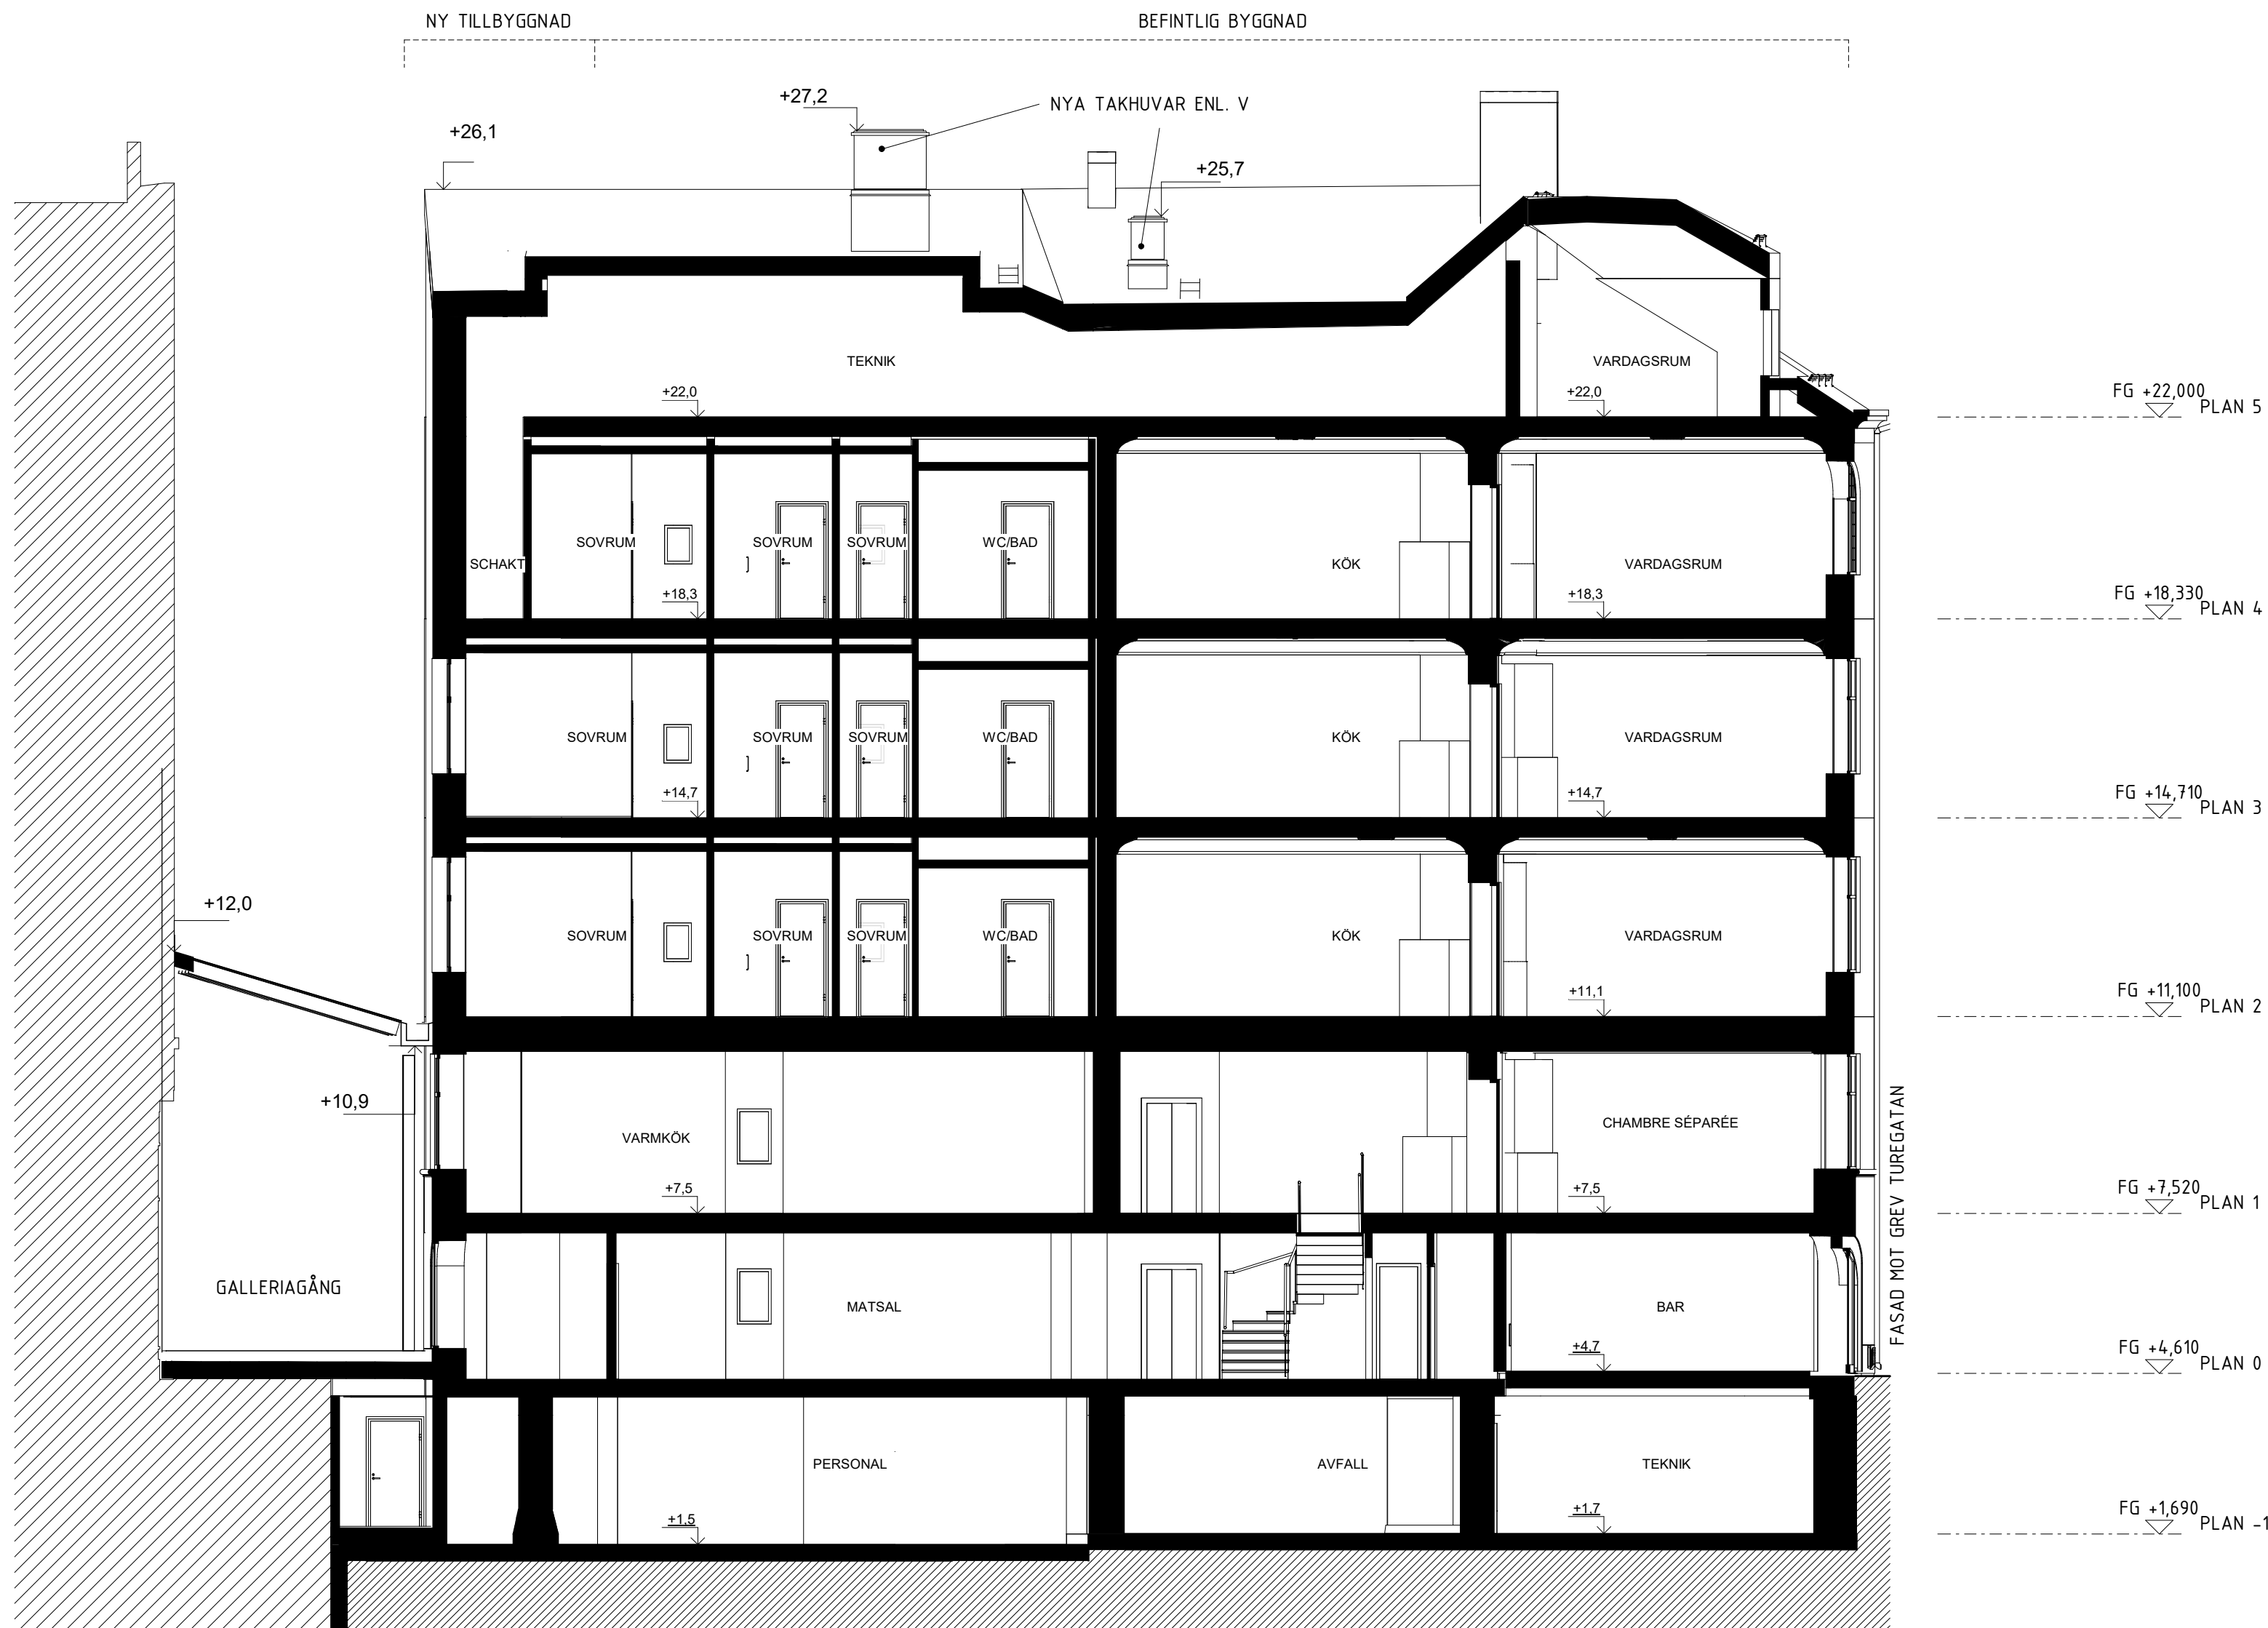 NY TILLBYGGNAD
BEFINTLIG BYGGNAD
+27,2
NYA TAKHUVAR ENL. V
+26,1
+25,7
TEKNIK
VARDAGSRUM
+22,0
+22,0
FG +22,000
PLAN 5
SCHAKT
SOVRUM
SOVRUM
SOVRUM
WC/BAD
KÖK
VARDAGSRUM
+18,3
+18,3
FG +18,330
PLAN 4
SOVRUM
SOVRUM
SOVRUM
WC/BAD
KÖK
VARDAGSRUM
+14,7
+14,7
FG +14,710
PLAN 3
+12,0
SOVRUM
SOVRUM
SOVRUM
WC/BAD
KÖK
VARDAGSRUM
+11,1
FG +11,100
PLAN 2
+10,9
VARMKÖK
CHAMBRE SÉPARÉE
+7,5
+7,5
FG +7,520
PLAN 1
FASAD MOT GREV TUREGATAN
GALLERIAGÅNG
MATSAL
BAR
+4,7
FG +4,610
PLAN 0
PERSONAL
AVFALL
TEKNIK
+1,5
+1,7
FG +1,690
PLAN -1